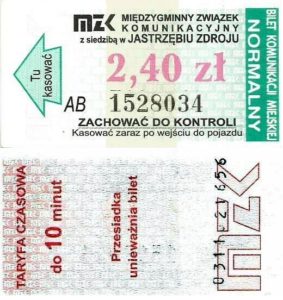 MZK MIĘDZYGMINNY ZWIĄZEK
KOMUNIKACYJNY
z siedzibą w JASTRZĘBIU ZDROJU
Tu
kasować
2,40 zł
AB 1528034
ZACHOWAĆ DO KONTROLI
Kasować zaraz po wejściu do pojazdu
BILET KOMUNIKACJI MIEJSKIEJ
NORMALNY
TARYFA CZASOWA
do 10 minut
Przesiadka
unieważnia bilet
MZK